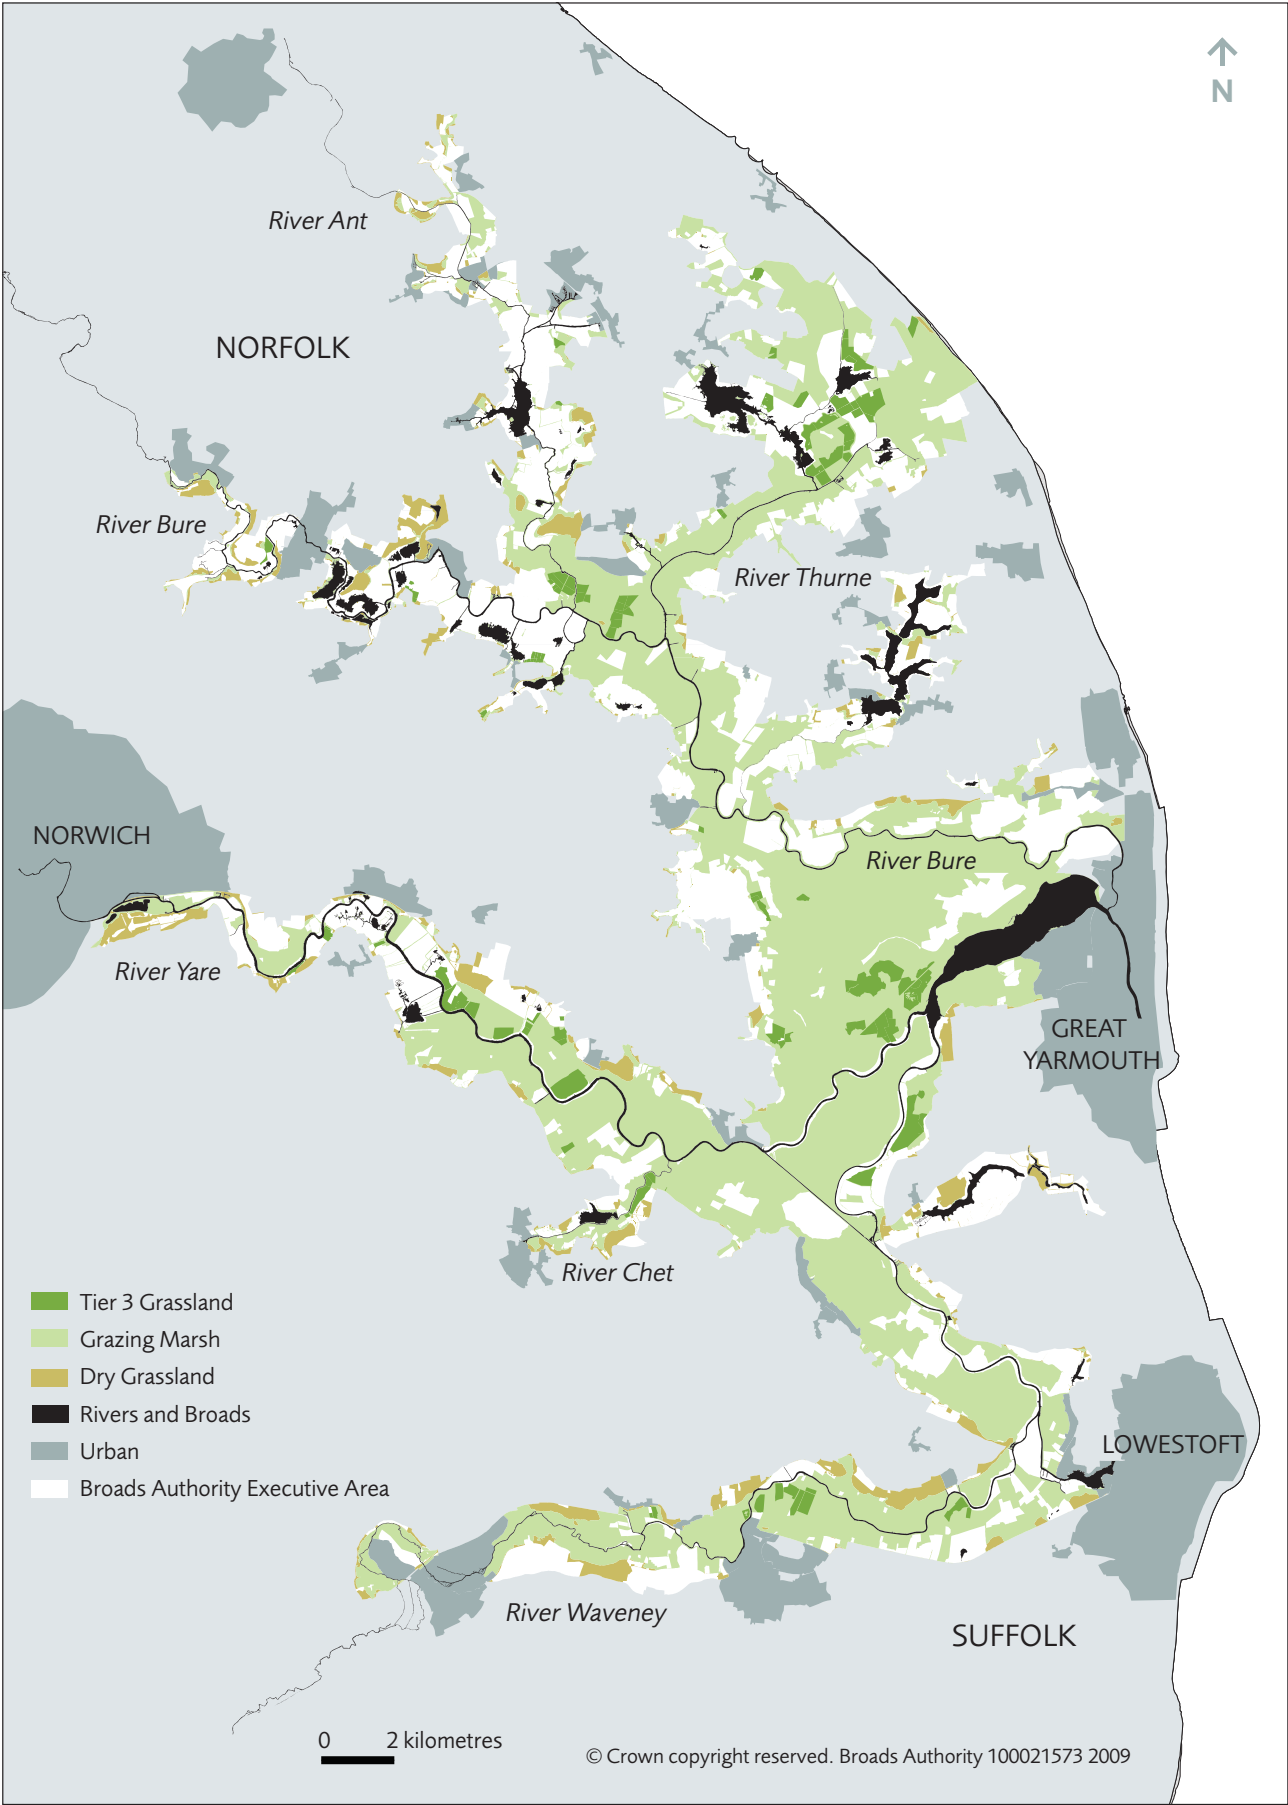 N
River Ant
NORFOLK
River Bure
River Thurne
NORWICH
River Bure
River Yare
GREAT
YARMOUTH
River Chet
Tier 3 Grassland
Grazing Marsh
Dry Grassland
Rivers and Broads
Urban
Broads Authority Executive Area
LOWESTOFT
River Waveney
SUFFOLK
0 2 kilometres
© Crown copyright reserved. Broads Authority 100021573 2009